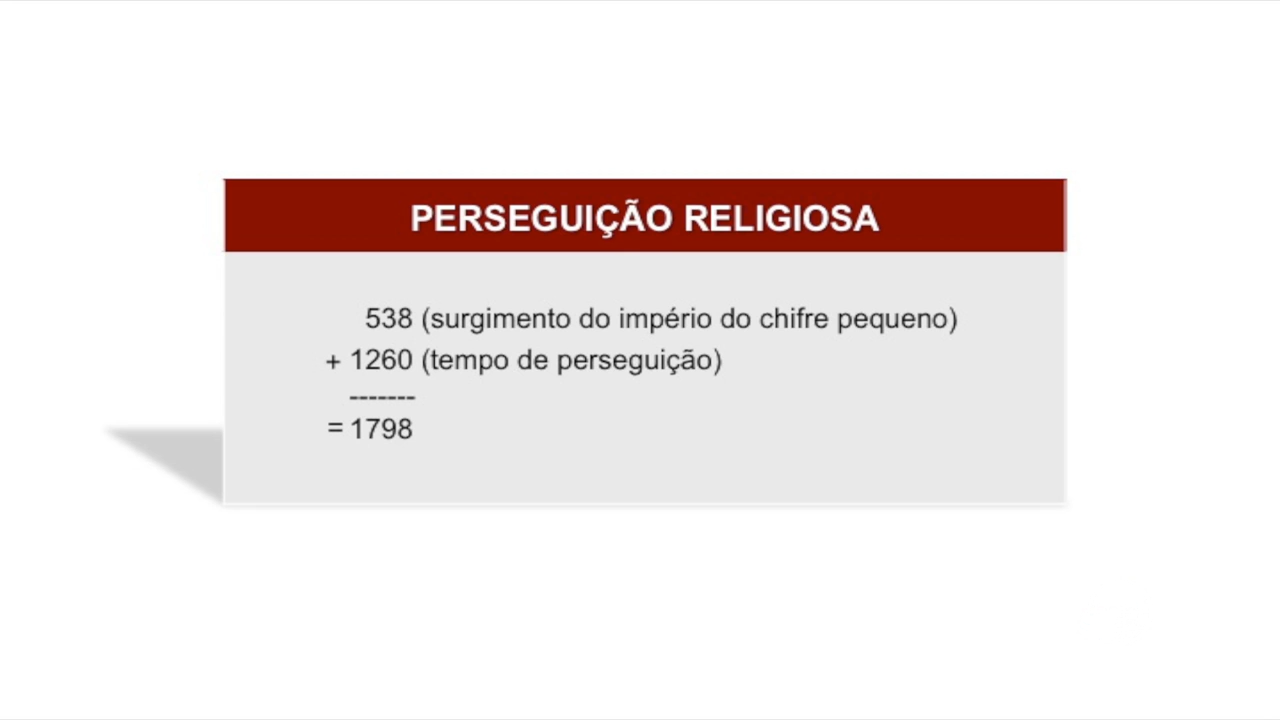 PERSEGUIÇÃO RELIGIOSA
538 (surgimento do império do chifre pequeno)
+ 1260 (tempo de perseguição)
-------
= 1798